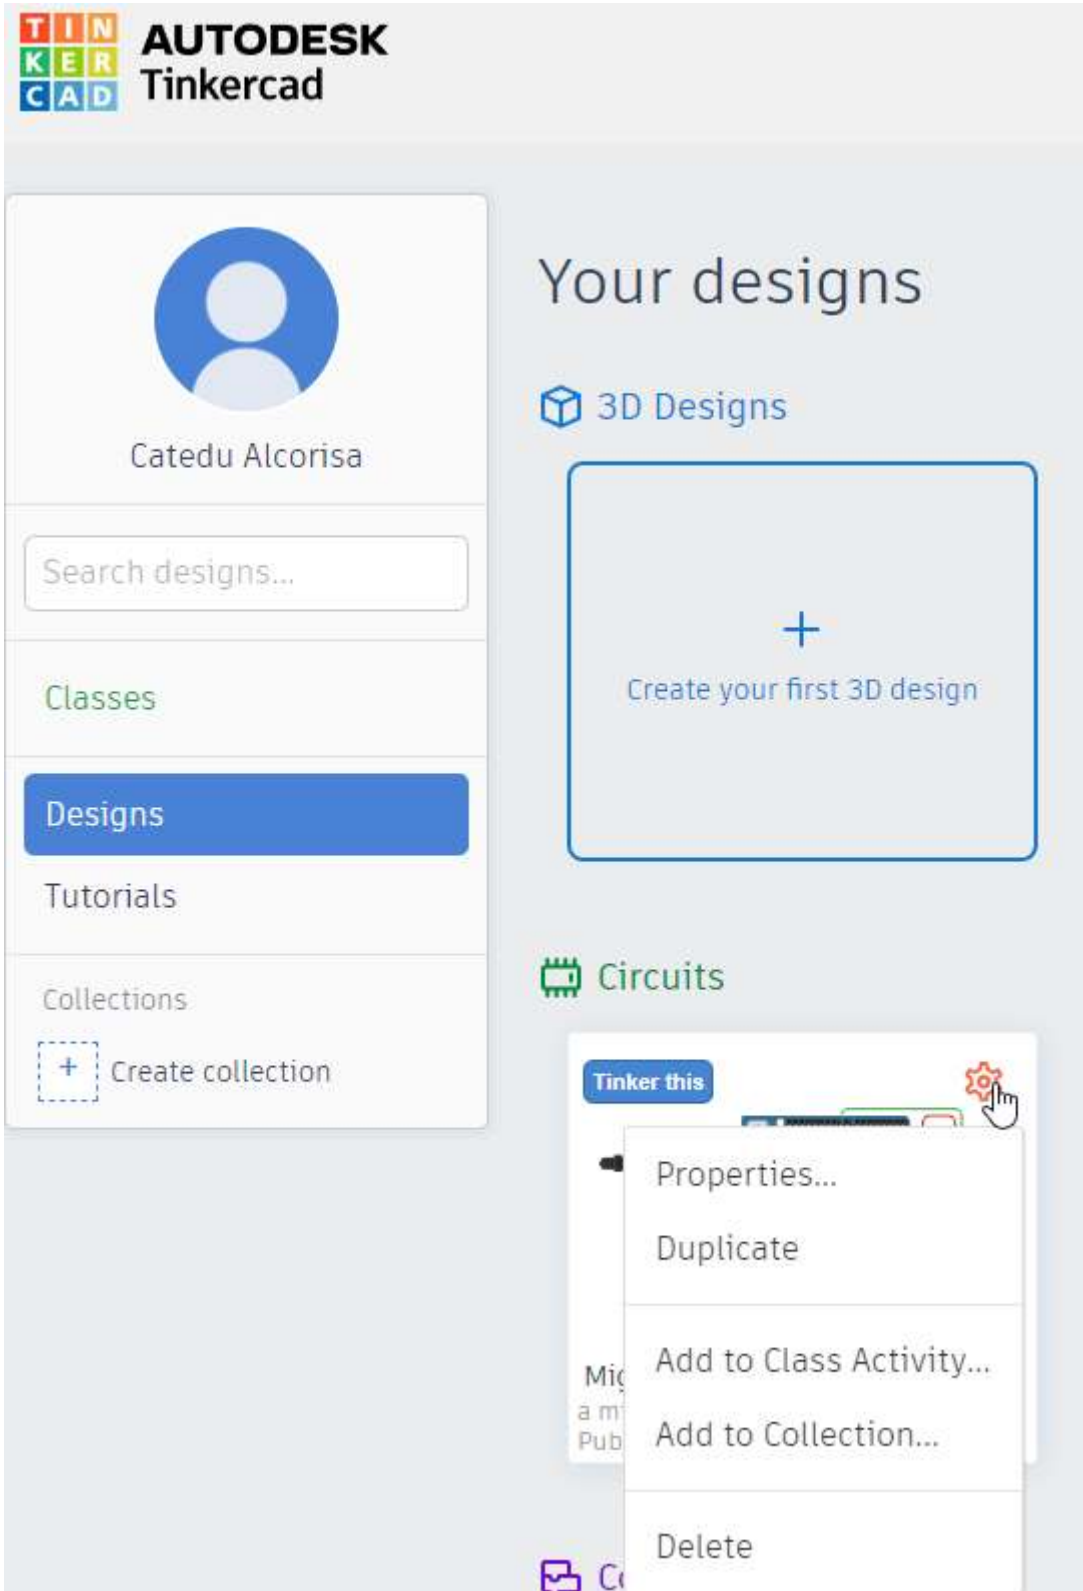 TIN
KER
CAD
AUTODESK
Tinkercad
Catedu Alcorisa
Search designs...
Classes
Designs
Tutorials
Collections
+ Create collection
Your designs
3D Designs
+
Create your first 3D design
Circuits
Tinker this
Properties...
Duplicate
Add to Class Activity...
Add to Collection...
Delete